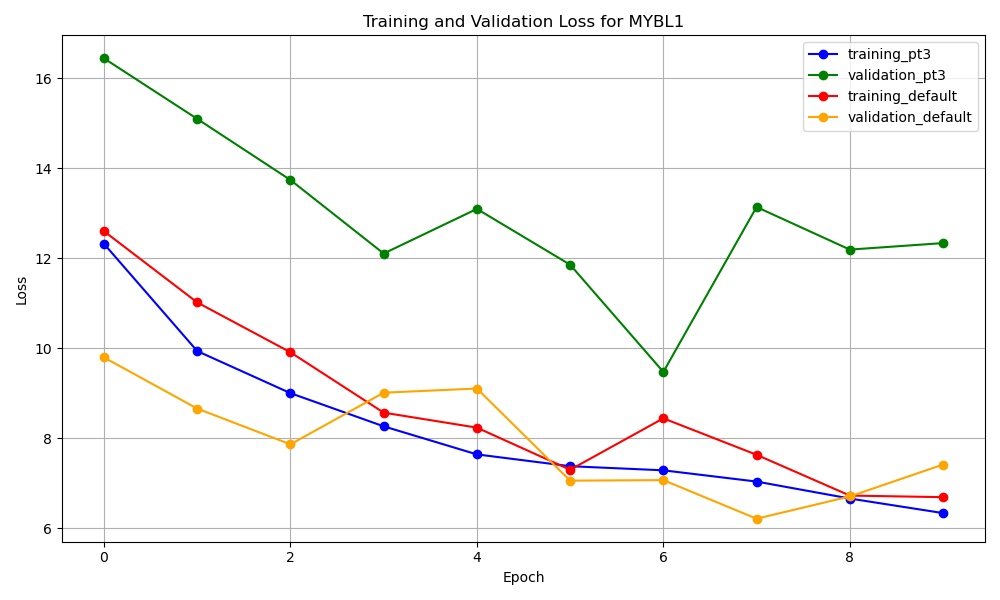 Training and Validation Loss for MYBL1
training_pt3
validation_pt3
training_default
validation_default
Loss
16
14
12
10
8
6
0 2 4 6 8
Epoch